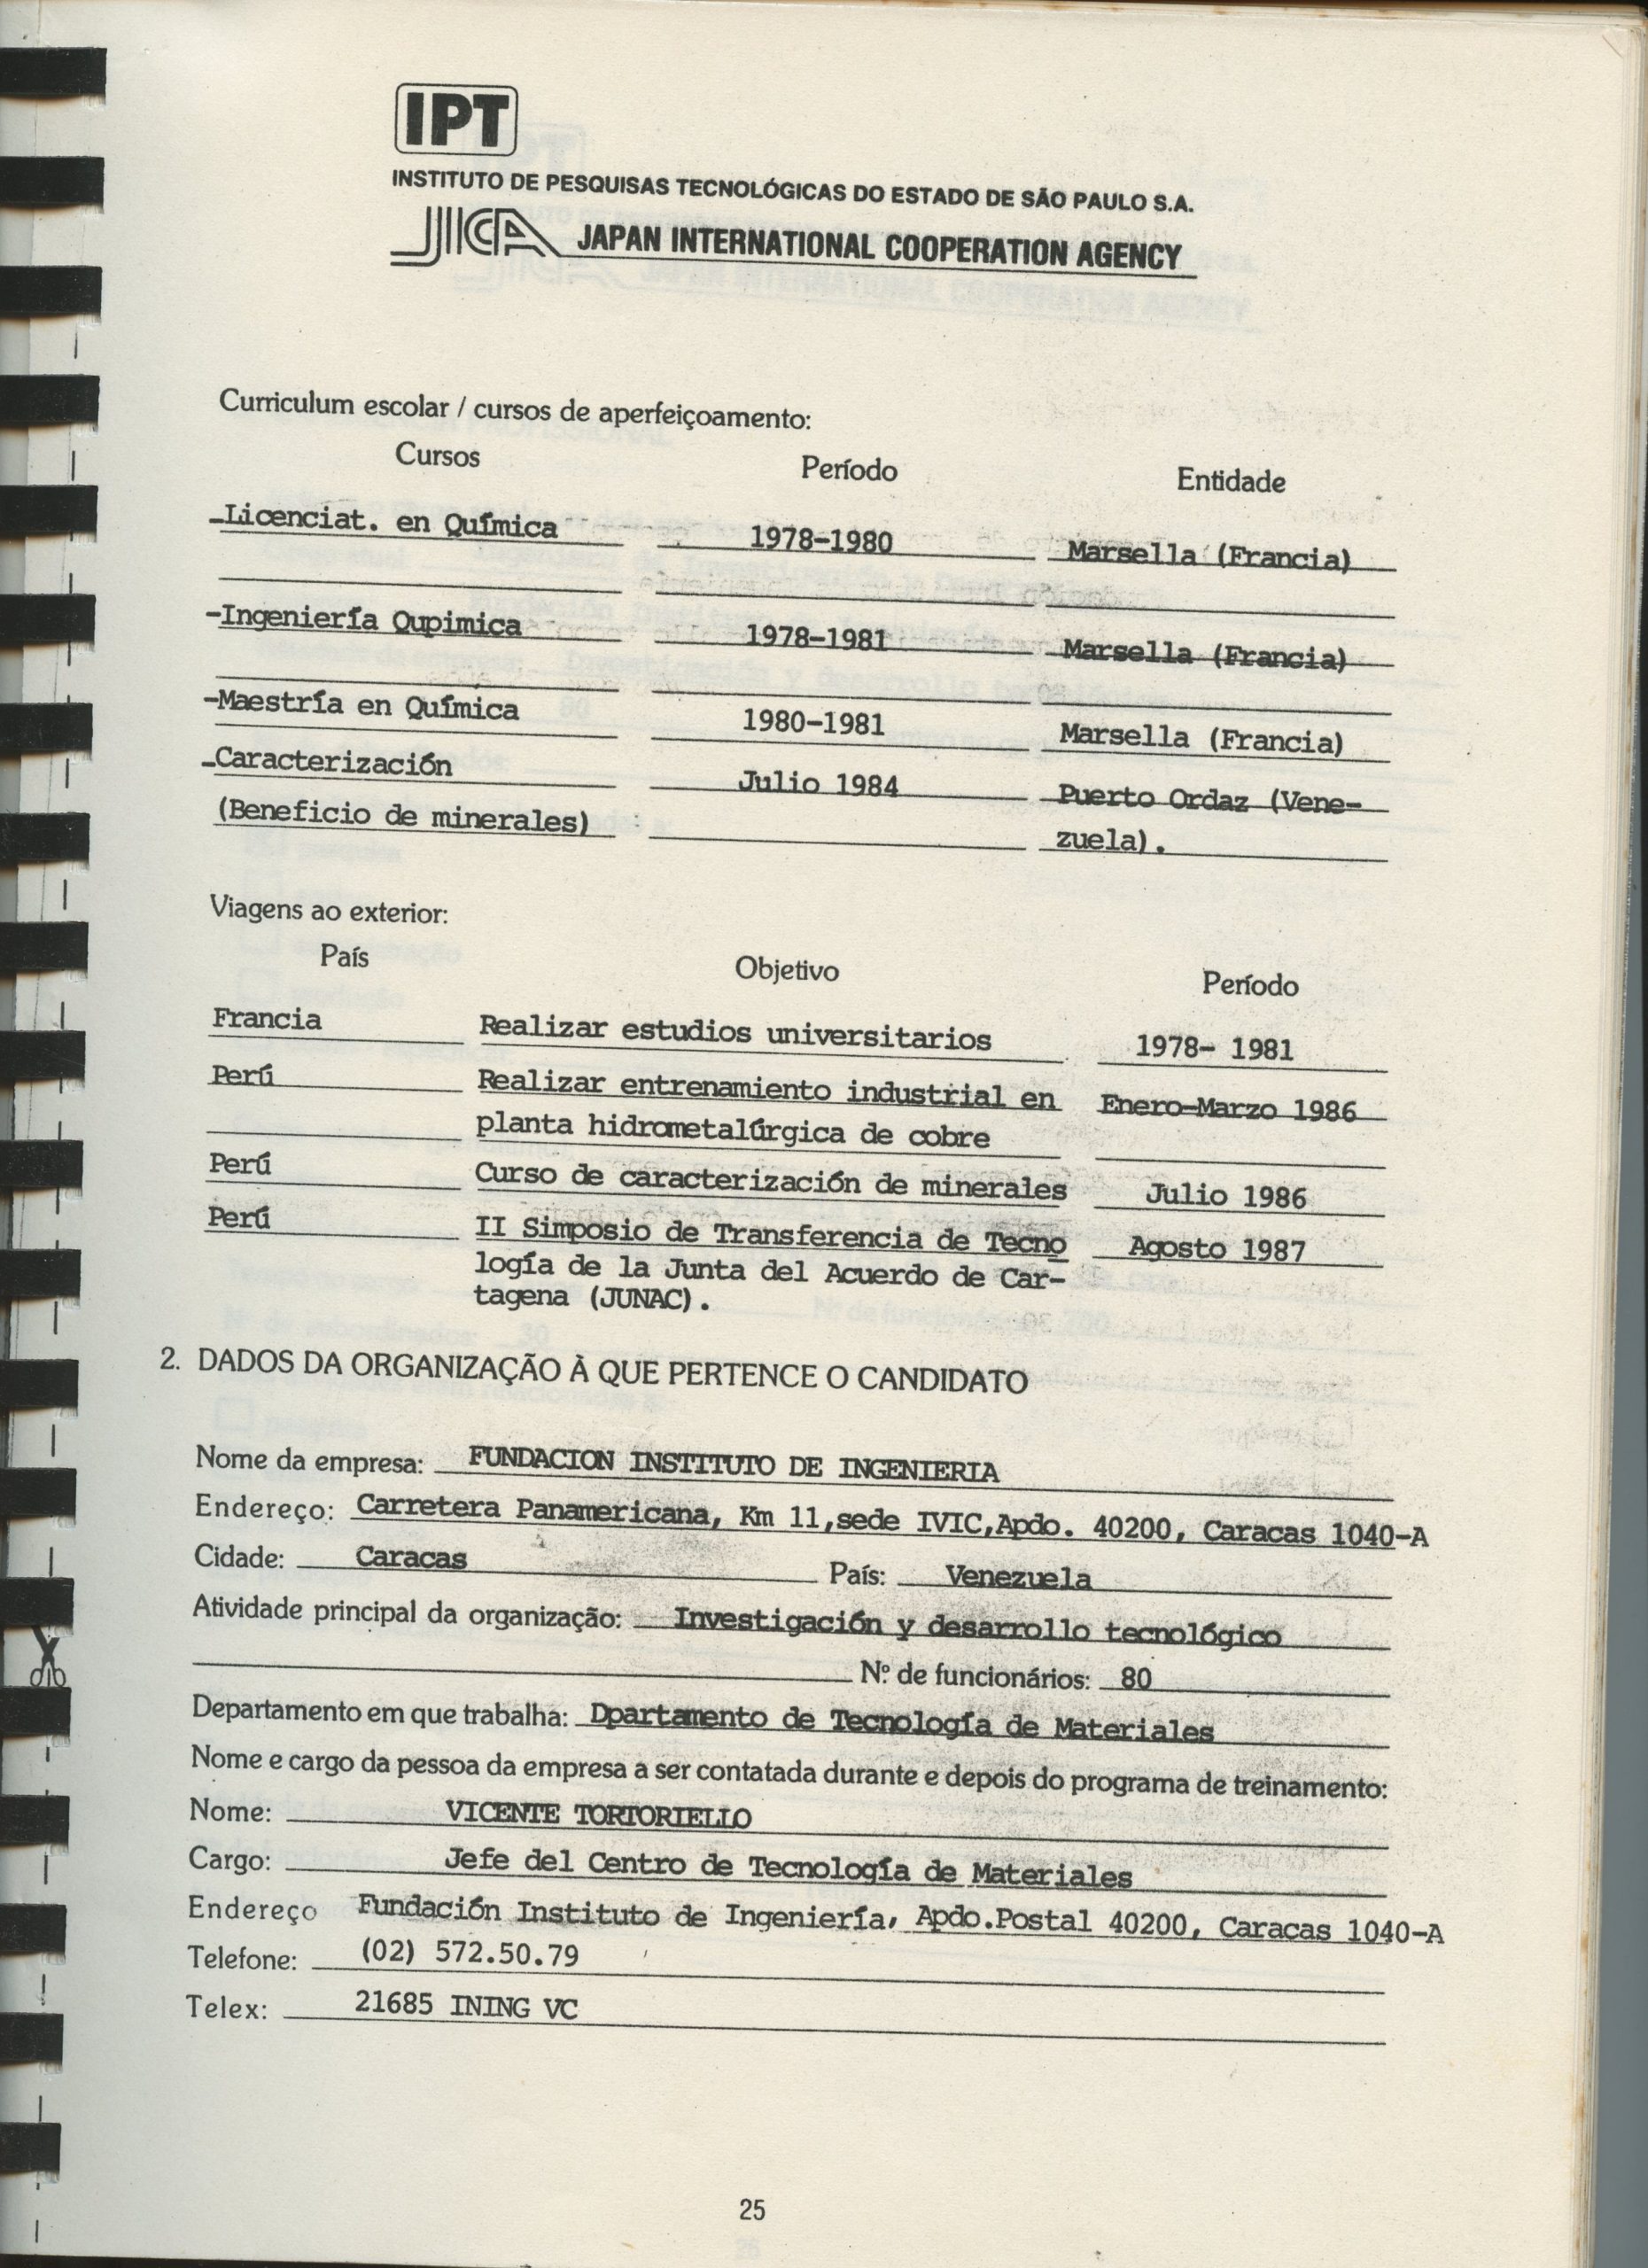 IPT
INSTITUTO DE PESQUISAS TECNOLÓGICAS DO ESTADO DE SÃO PAULO S.A.
JICA JAPAN INTERNATIONAL COOPERATION AGENCY
Curriculum escolar / cursos de aperfeiçoamento:
Cursos Período Entidade
-Licenciat. en Química 1978-1980 Marsella (Francia)
-Ingeniería Qupimica 1978-1981 Marsella (Francia)
-Maestría en Química 1980-1981 Marsella (Francia)
-Caracterización Julio 1984 Puerto Ordaz (Vene-
(Beneficio de minerales) zuela).
Viagens ao exterior:
País Objetivo Período
Francia Realizar estudios universitarios 1978- 1981
Perú Realizar entrenamiento industrial en Enero-Marzo 1986
planta hidrometalúrgica de cobre
Perú Curso de caracterización de minerales Julio 1986
Perú II Simposio de Transferencia de Tecno Agosto 1987
logía de la Junta del Acuerdo de Car-
tagena (JUNAC).
2. DADOS DA ORGANIZAÇÃO À QUE PERTENCE O CANDIDATO
Nome da empresa: FUNDACION INSTITUTO DE INGENIERIA
Endereço: Carretera Panamericana, Km 11,sede IVIC,Apdo. 40200, Caracas 1040-A
Cidade: Caracas País: Venezuela
Atividade principal da organização: Investigación y desarrollo tecnológico
Nº de funcionários: 80
Departamento em que trabalha: Dpartamento de Tecnología de Materiales
Nome e cargo da pessoa da empresa a ser contatada durante e depois do programa de treinamento:
Nome: VICENTE TORTORIELLO
Cargo: Jefe del Centro de Tecnología de Materiales
Endereço Fundación Instituto de Ingeniería, Apdo.Postal 40200, Caracas 1040-A
Telefone: (02) 572.50.79
Telex: 21685 INING VC
25